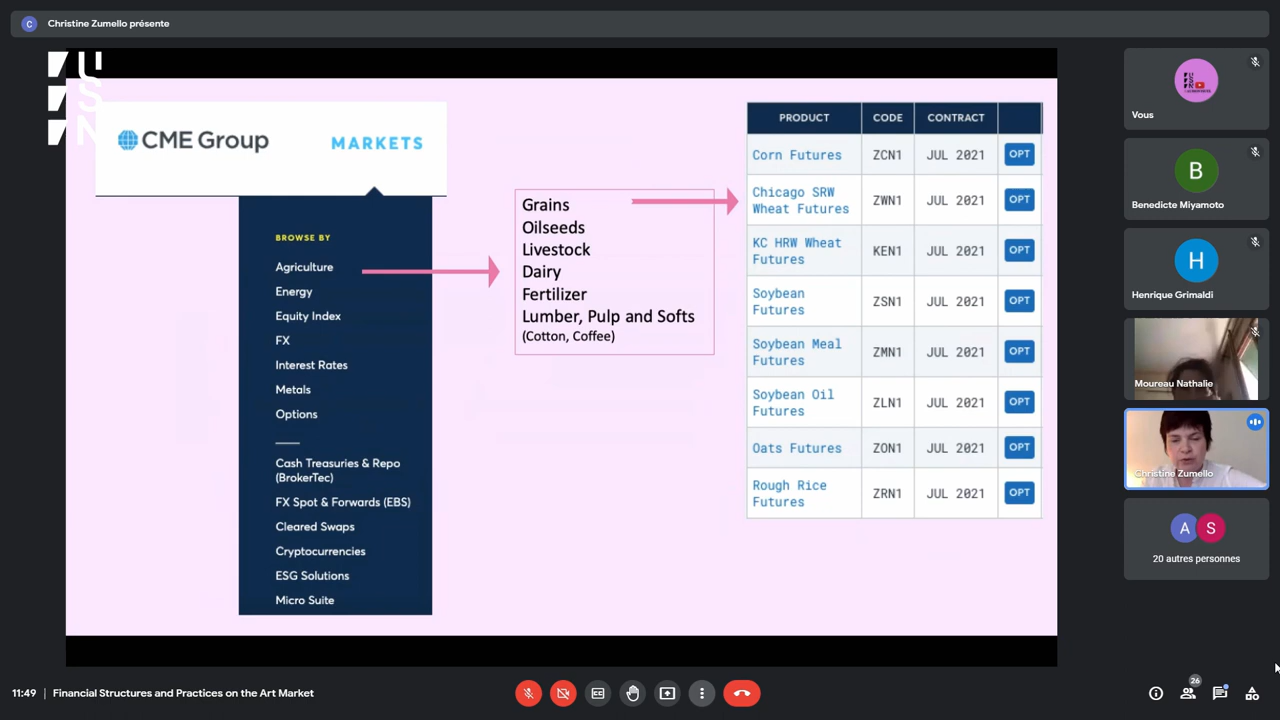 C
Christine Zumello présente
U
S
N
CME Group
MARKETS
BROWSE BY
Agriculture
Energy
Equity Index
FX
Interest Rates
Metals
Options
Cash Treasuries & Repo
(BrokerTec)
FX Spot & Forwards (EBS)
Cleared Swaps
Cryptocurrencies
ESG Solutions
Micro Suite
Grains
Oilseeds
Livestock
Dairy
Fertilizer
Lumber, Pulp and Softs
(Cotton, Coffee)
PRODUCT CODE CONTRACT
Corn Futures ZCN1 JUL 2021 OPT
Chicago SRW
Wheat Futures ZWN1 JUL 2021 OPT
KC HRW Wheat
Futures KEN1 JUL 2021 OPT
Soybean
Futures ZSN1 JUL 2021 OPT
Soybean Meal
Futures ZMN1 JUL 2021 OPT
Soybean Oil
Futures ZLN1 JUL 2021 OPT
Oats Futures ZON1 JUL 2021 OPT
Rough Rice
Futures ZRN1 JUL 2021 OPT
Vous
B
Benedicte Miyamoto
H
Henrique Grimaldi
Moureau Nathalie
Christine Zumello
A S
20 autres personnes
11:49 | Financial Structures and Practices on the Art Market
CC
26